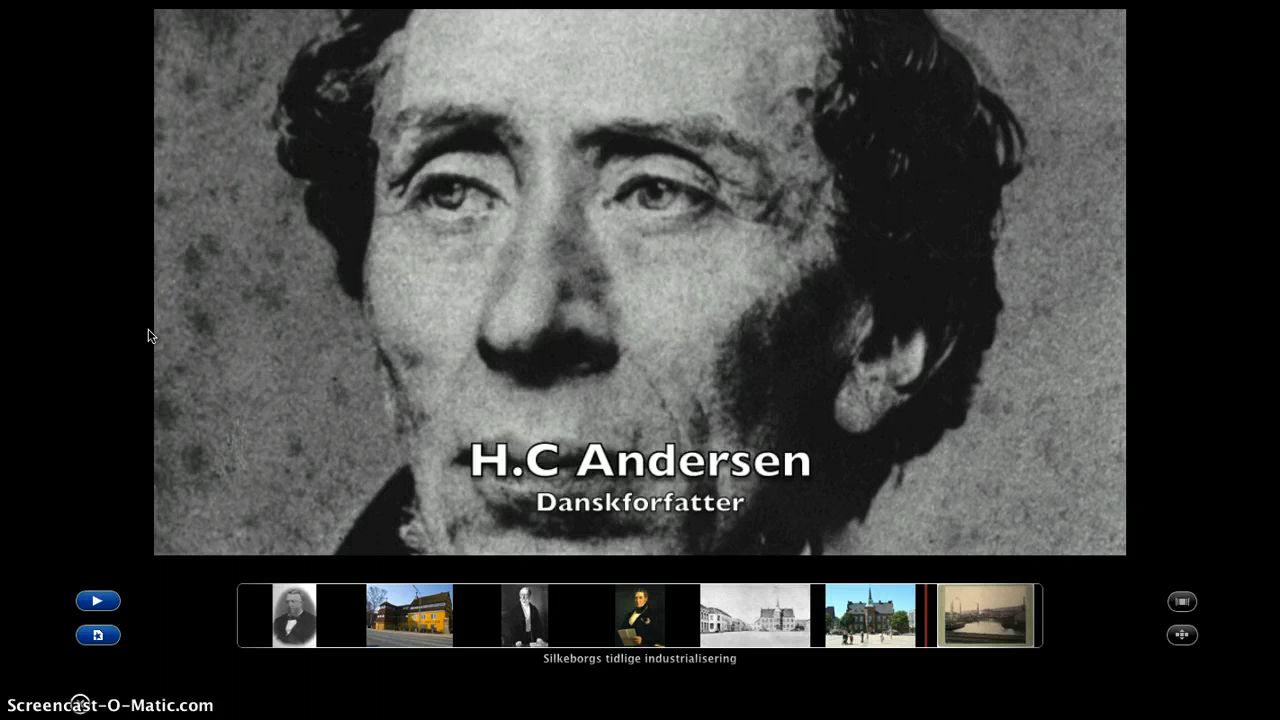 H.C Andersen
Danskforfatter
Silkeborgs tidlige industrialisering
Screencast-O-Matic.com